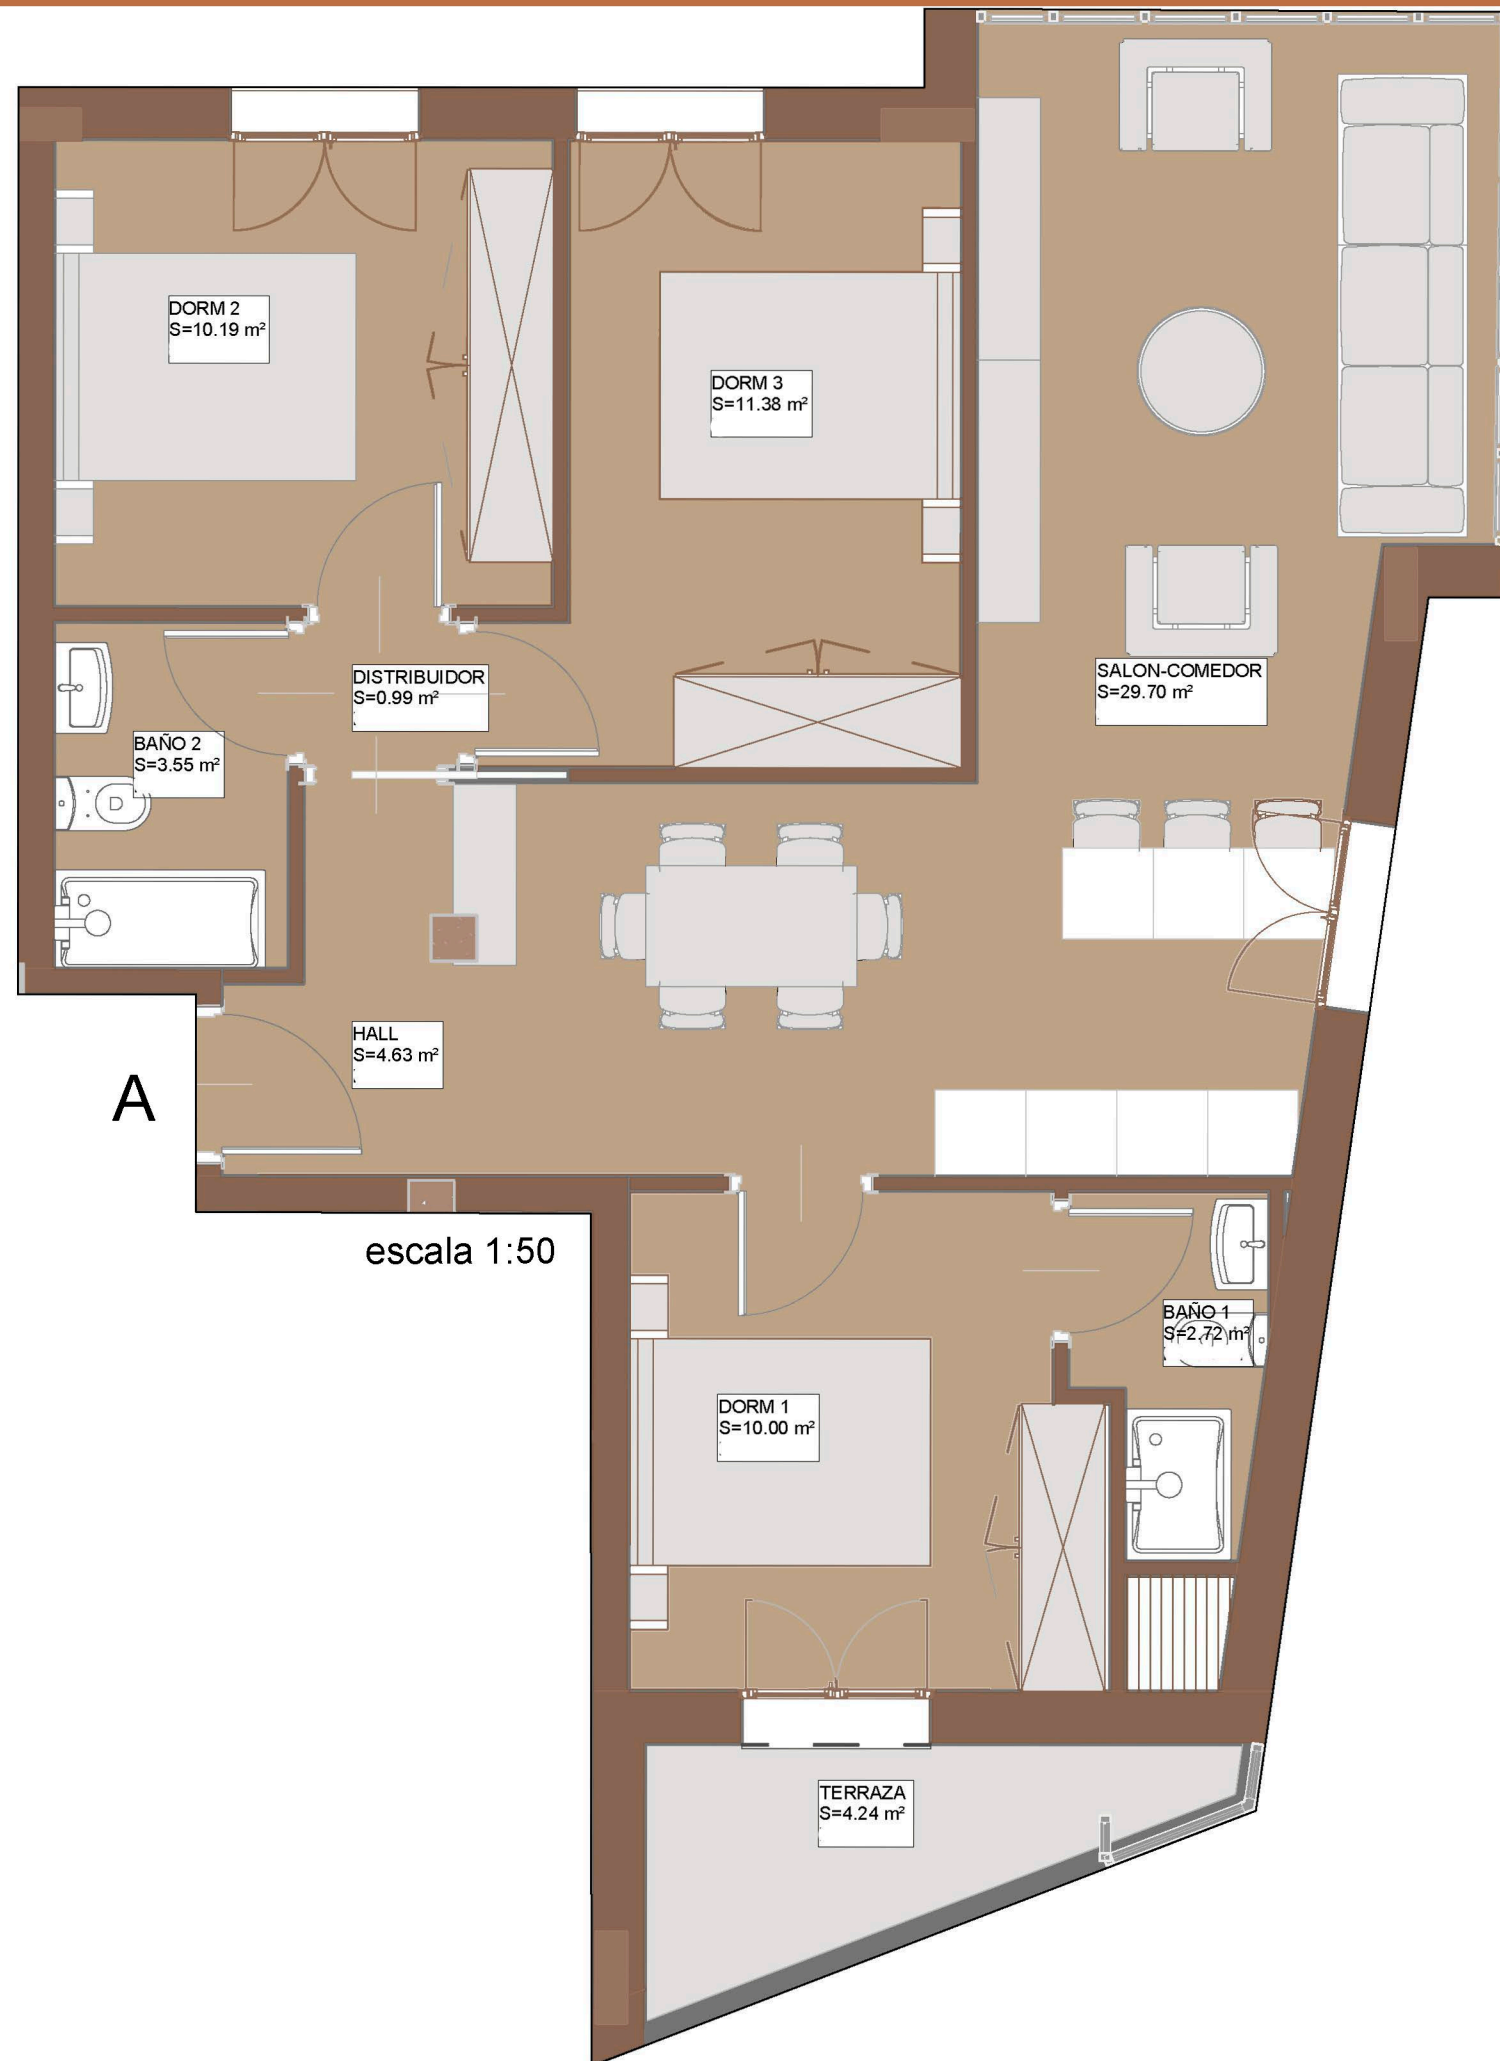 DORM 2
S=10.19 m²
DORM 3
S=11.38 m²
DISTRIBUIDOR
S=0.99 m²
SALON-COMEDOR
S=29.70 m²
BAÑO 2
S=3.55 m²
HALL
S=4.63 m²
A
escala 1:50
BAÑO 1
S=2.72 m²
DORM 1
S=10.00 m²
TERRAZA
S=4.24 m²